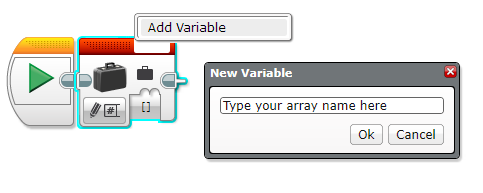 Add Variable
New Variable
#
[]
Type your array name here
Ok
Cancel